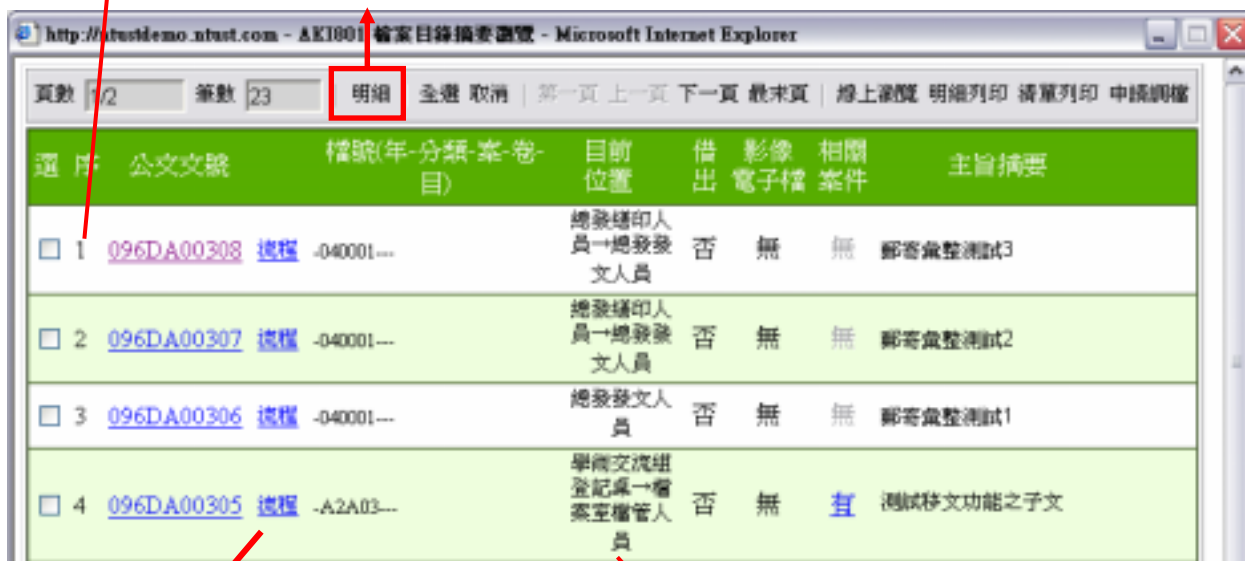 http://ntustdemo.ntust.com - AKI801 檔案目錄摘要瀏覽 - Microsoft Internet Explorer
頁數 1/2 筆數 23 | 明細 全選 取消 | 第一頁 上一頁 下一頁 最末頁 | 線上瀏覽 明細列印 清單列印 申請調檔
選 序 公文文號 檔號(年-分類-案-卷-目) 目前位置 借出 影像電子檔 相關案件 主旨摘要
1 096DA00308 流程 -040001--- 總發繕印人員→總發發文人員 否 無 無 郵寄彙整測試3
2 096DA00307 流程 -040001--- 總發繕印人員→總發發文人員 否 無 無 郵寄彙整測試2
3 096DA00306 流程 -040001--- 總發發文人員 否 無 無 郵寄彙整測試1
4 096DA00305 流程 -A2A03--- 學術交流組登記桌→檔案室檔管人員 否 無 有 測試移文功能之子文